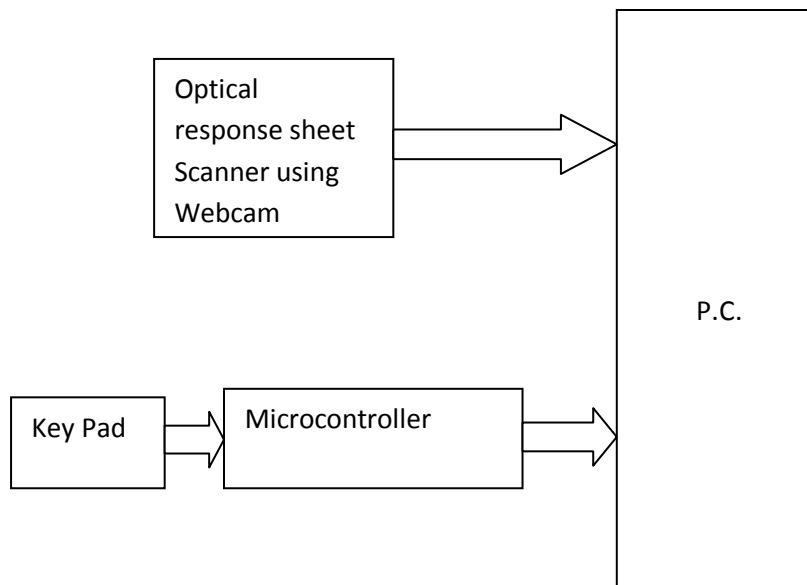 Optical
response sheet
Scanner using
Webcam
P.C.
Key Pad
Microcontroller